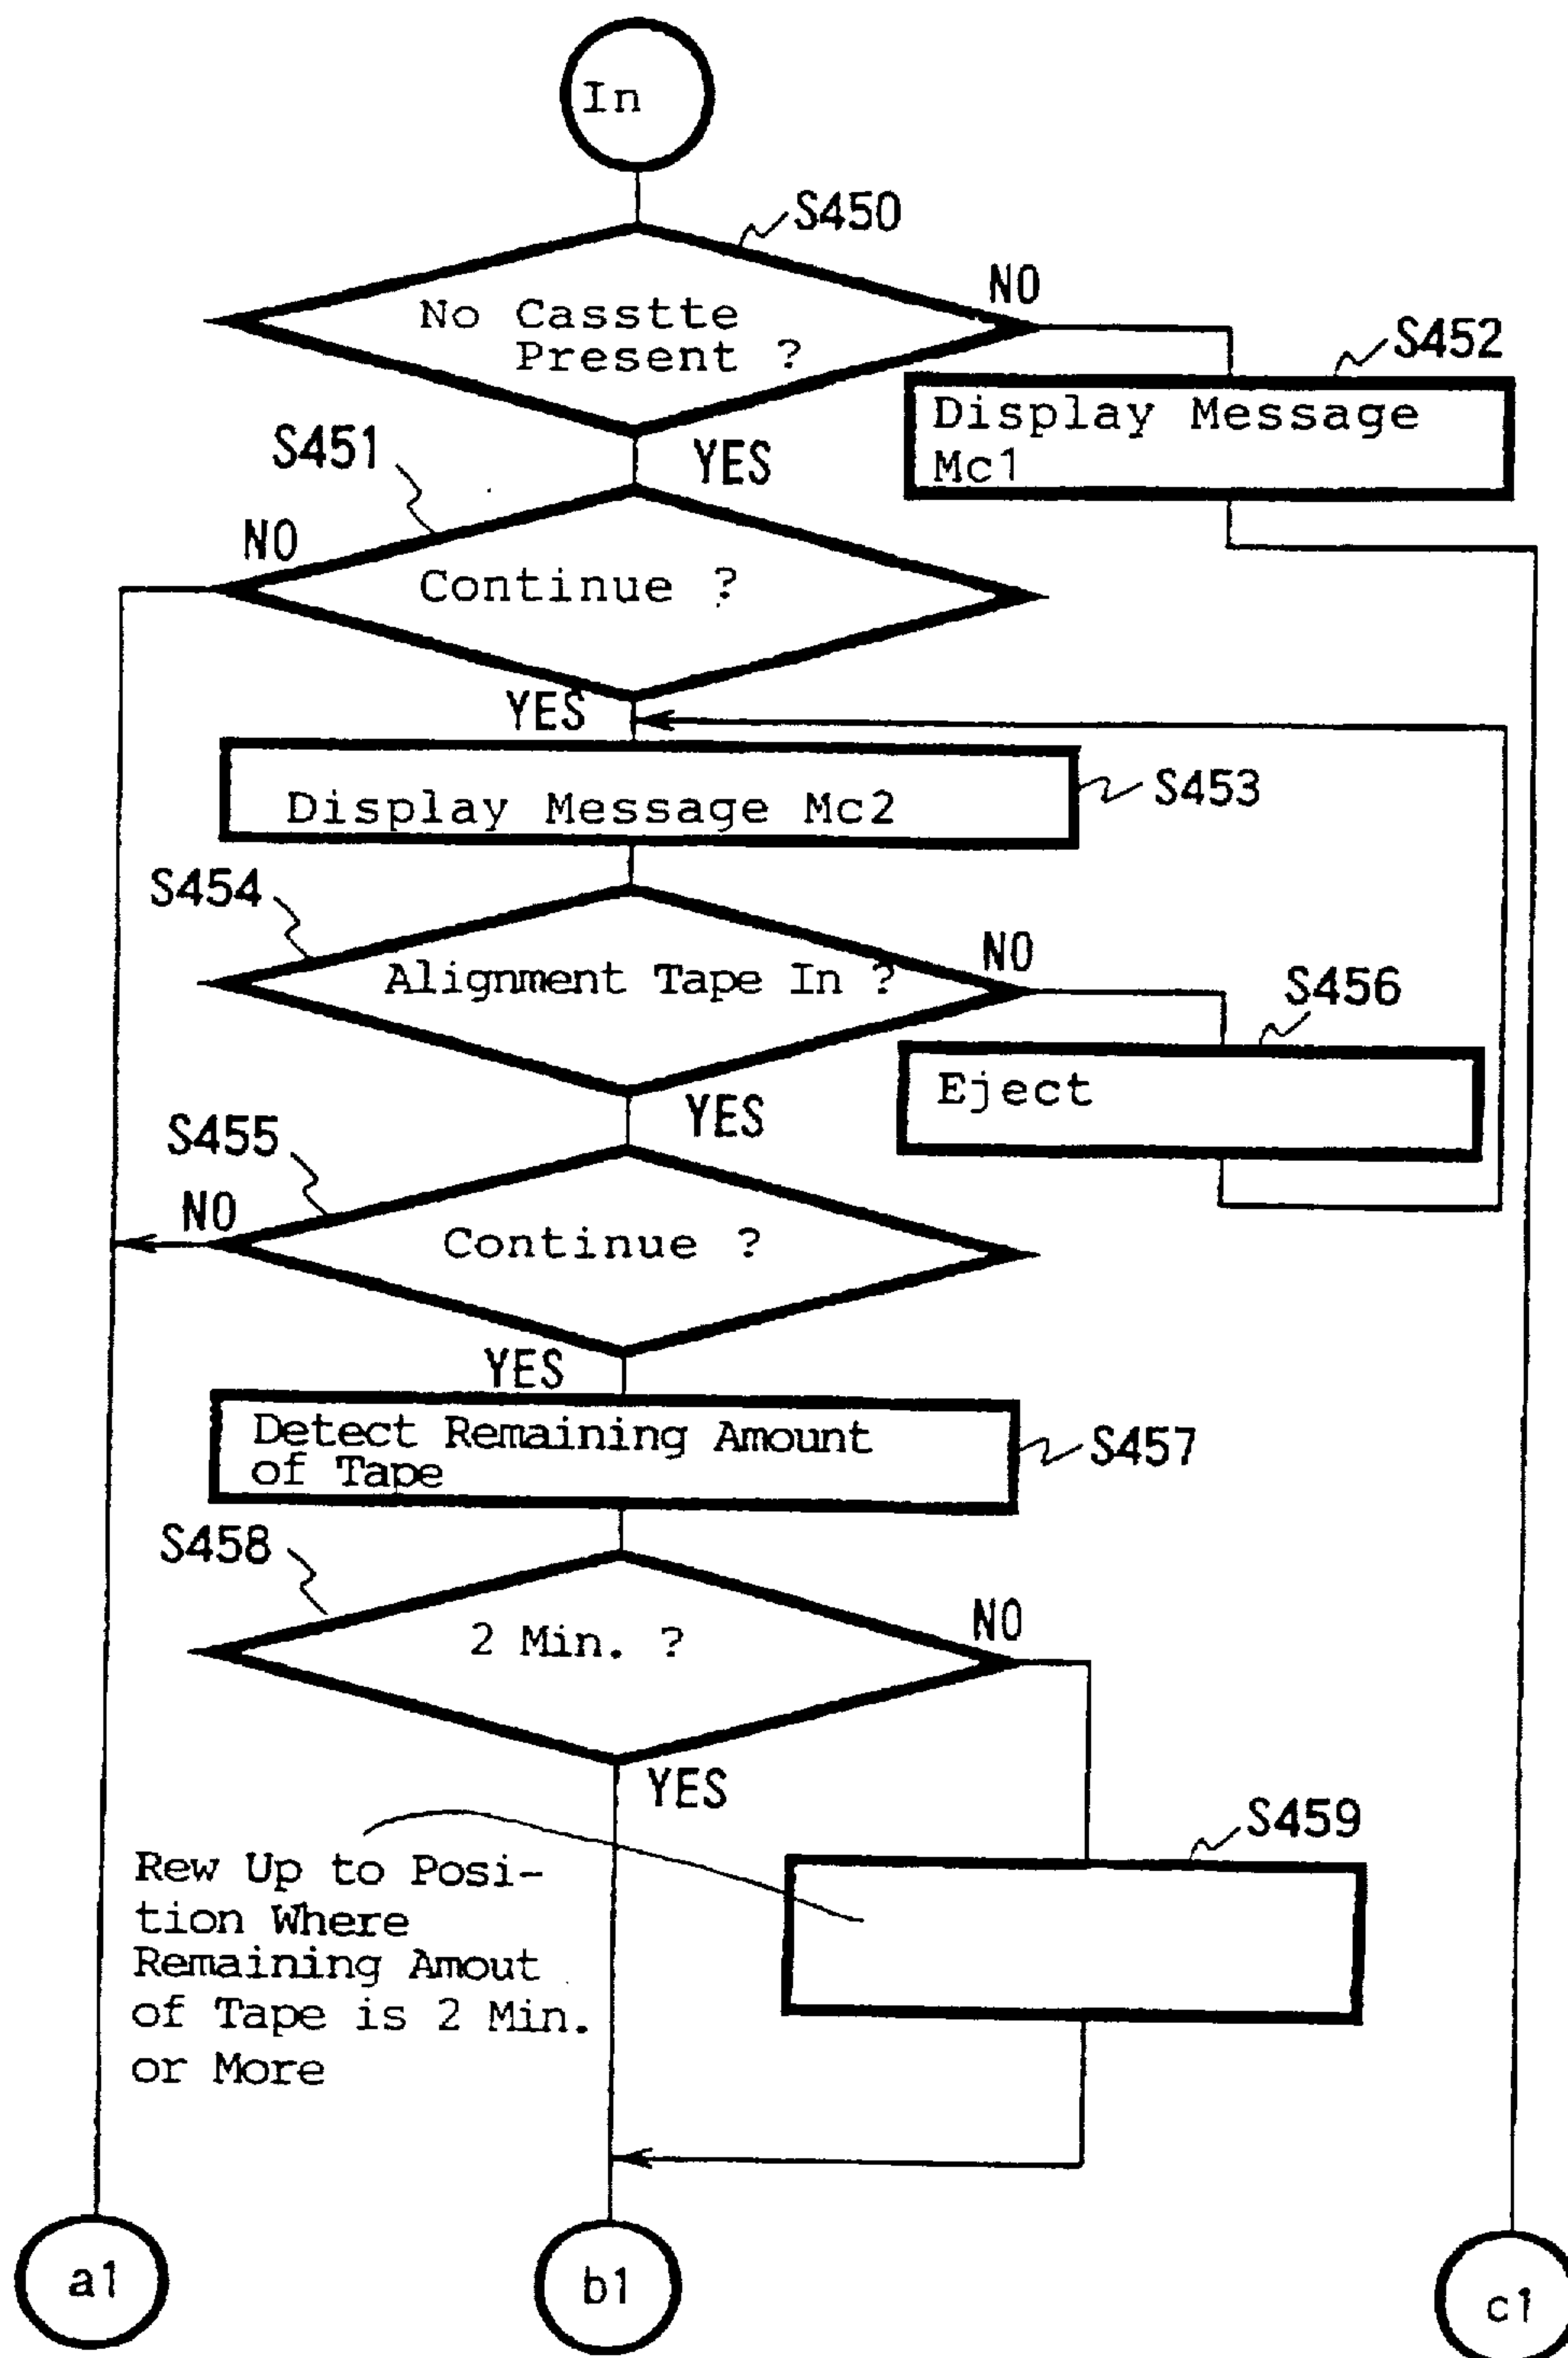 In
S450
No Casstte
Present ?
NO
S452
Display Message
Mc1
S451
YES
NO
Continue ?
YES
Display Message Mc2
S453
S454
Alignment Tape In ?
NO
S456
Eject
YES
S455
NO
Continue ?
YES
Detect Remaining Amount
of Tape
S457
S458
2 Min. ?
NO
YES
S459
Rew Up to Posi-
tion Where
Remaining Amout
of Tape is 2 Min.
or More
a1
b1
c1